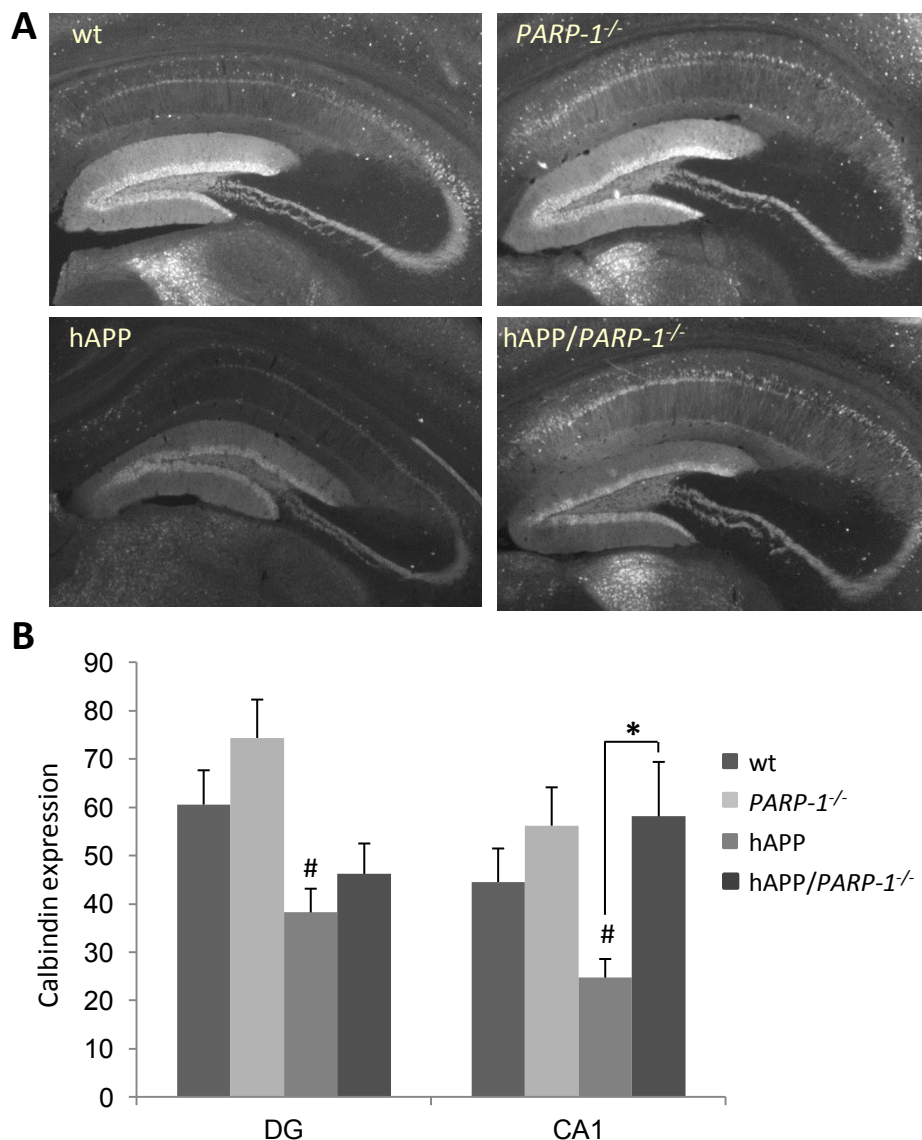 A
wt
PARP-1-/-
hAPP
hAPP/PARP-1-/-
B
90
80
70
60
50
40
30
20
10
0
Calbindin expression
#
#
*
DG
CA1
wt
PARP-1-/-
hAPP
hAPP/PARP-1-/-